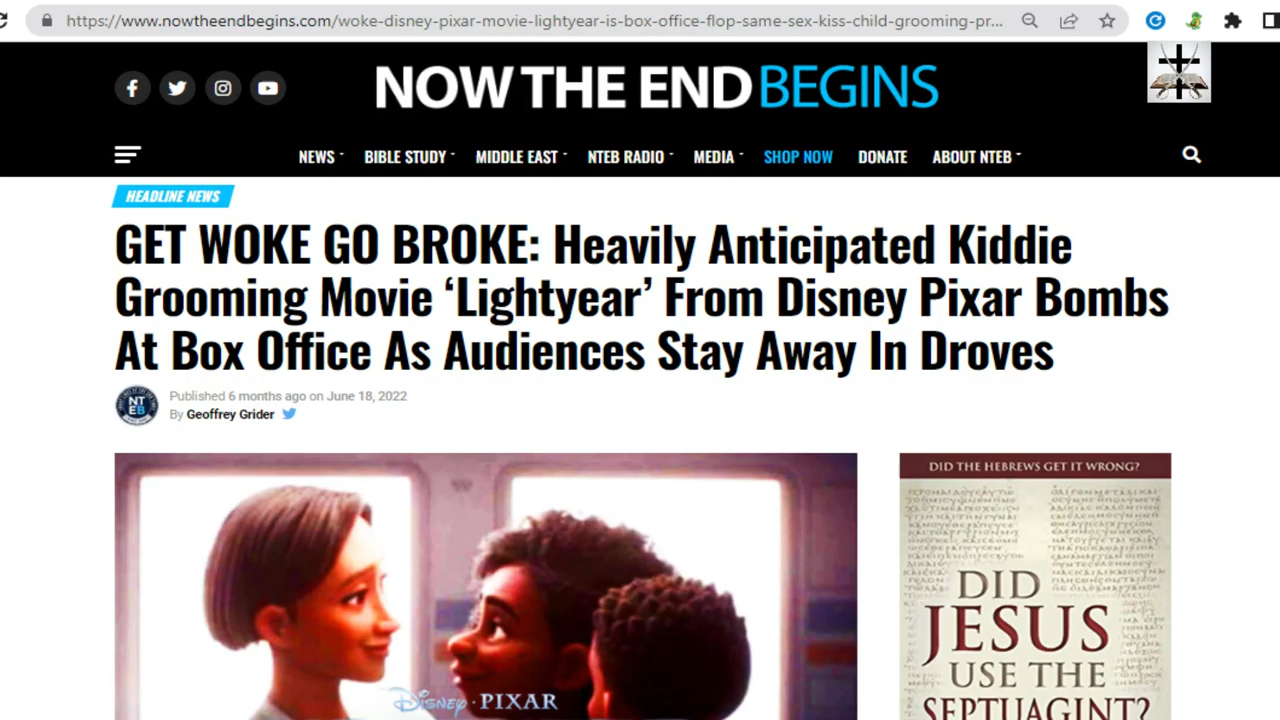 https://www.nowtheendbegins.com/woke-disney-pixar-movie-lightyear-is-box-office-flop-same-sex-kiss-child-grooming-pr...
NOW THE END BEGINS
NEWS BIBLE STUDY MIDDLE EAST NTEB RADIO MEDIA SHOP NOW DONATE ABOUT NTEB
HEADLINE NEWS
GET WOKE GO BROKE: Heavily Anticipated Kiddie
Grooming Movie ‘Lightyear’ From Disney Pixar Bombs
At Box Office As Audiences Stay Away In Droves
NT
EB
Published 6 months ago on June 18, 2022
By Geoffrey Grider
DISNEY · PIXAR
DID THE HEBREWS GET IT WRONG?
DID
JESUS
USE THE
SEPTUAGINT?